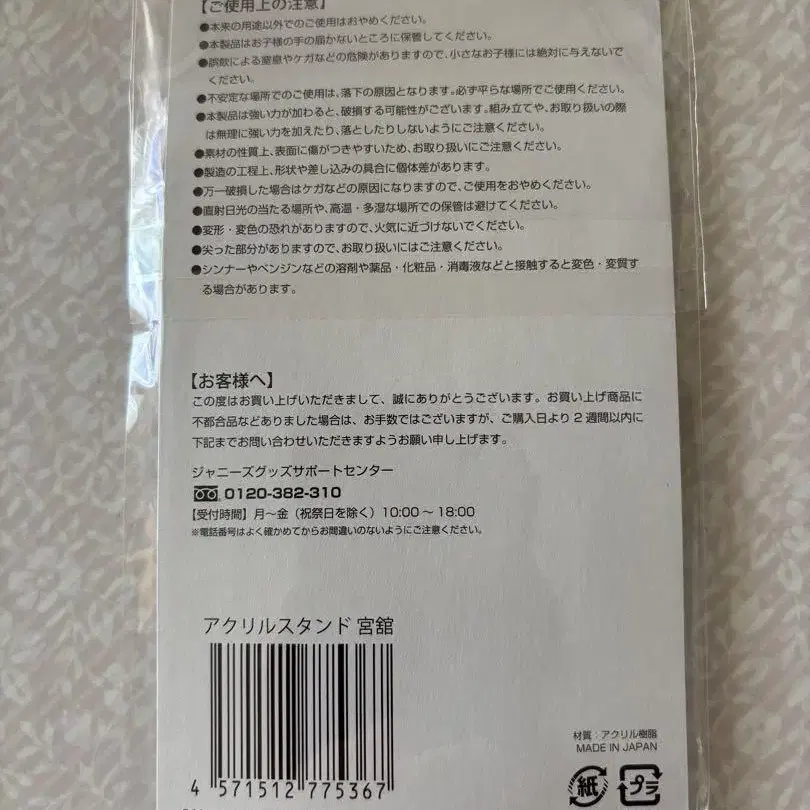 【ご使用上の注意】
●本来の用途以外でのご使用はおやめください。
●本製品はお子様の手の届かないところに保管してください。
●誤飲による窒息やケガなどの危険がありますので、小さなお子様には絶対に与えないで
ください。
●不安定な場所でのご使用は、落下の原因となります。必ず平らな場所でご使用ください。
●本製品は強い力が加わると、破損する可能性がございます。組み立てや、お取り扱いの際
は無理に強い力を加えたり、落としたりしないようにご注意ください。
●素材の性質上、表面に傷がつきやすいため、お取り扱いにご注意ください。
●製造の工程上、形状や差し込みの具合に個体差があります。
●万一破損した場合はケガなどの原因になりますので、ご使用をおやめください。
●直射日光の当たる場所や、高温・多湿な場所での保管は避けてください。
●変形・変色の恐れがありますので、火気に近づけないでください。
●尖った部分がありますので、お取り扱いにはご注意ください。
●シンナーやベンジンなどの溶剤や薬品・化粧品・消毒液などと接触すると変色・変質す
る場合があります。
【お客様へ】
この度はお買い上げいただきまして、誠にありがとうございます。お買い上げ商品に
不都合品などありました場合は、お手数ではございますが、ご購入日より2週間以内に
下記までお問い合わせいただきますようお願い申し上げます。
ジャニーズグッズサポートセンター
0120-382-310
【受付時間】月〜金（祝祭日を除く）10:00〜18:00
※電話番号はよく確かめてからお間違いのないようにご注意ください。
アクリルスタンド 宮舘
4 571512 775367
材質：アクリル樹脂
MADE IN JAPAN
紙 プラ